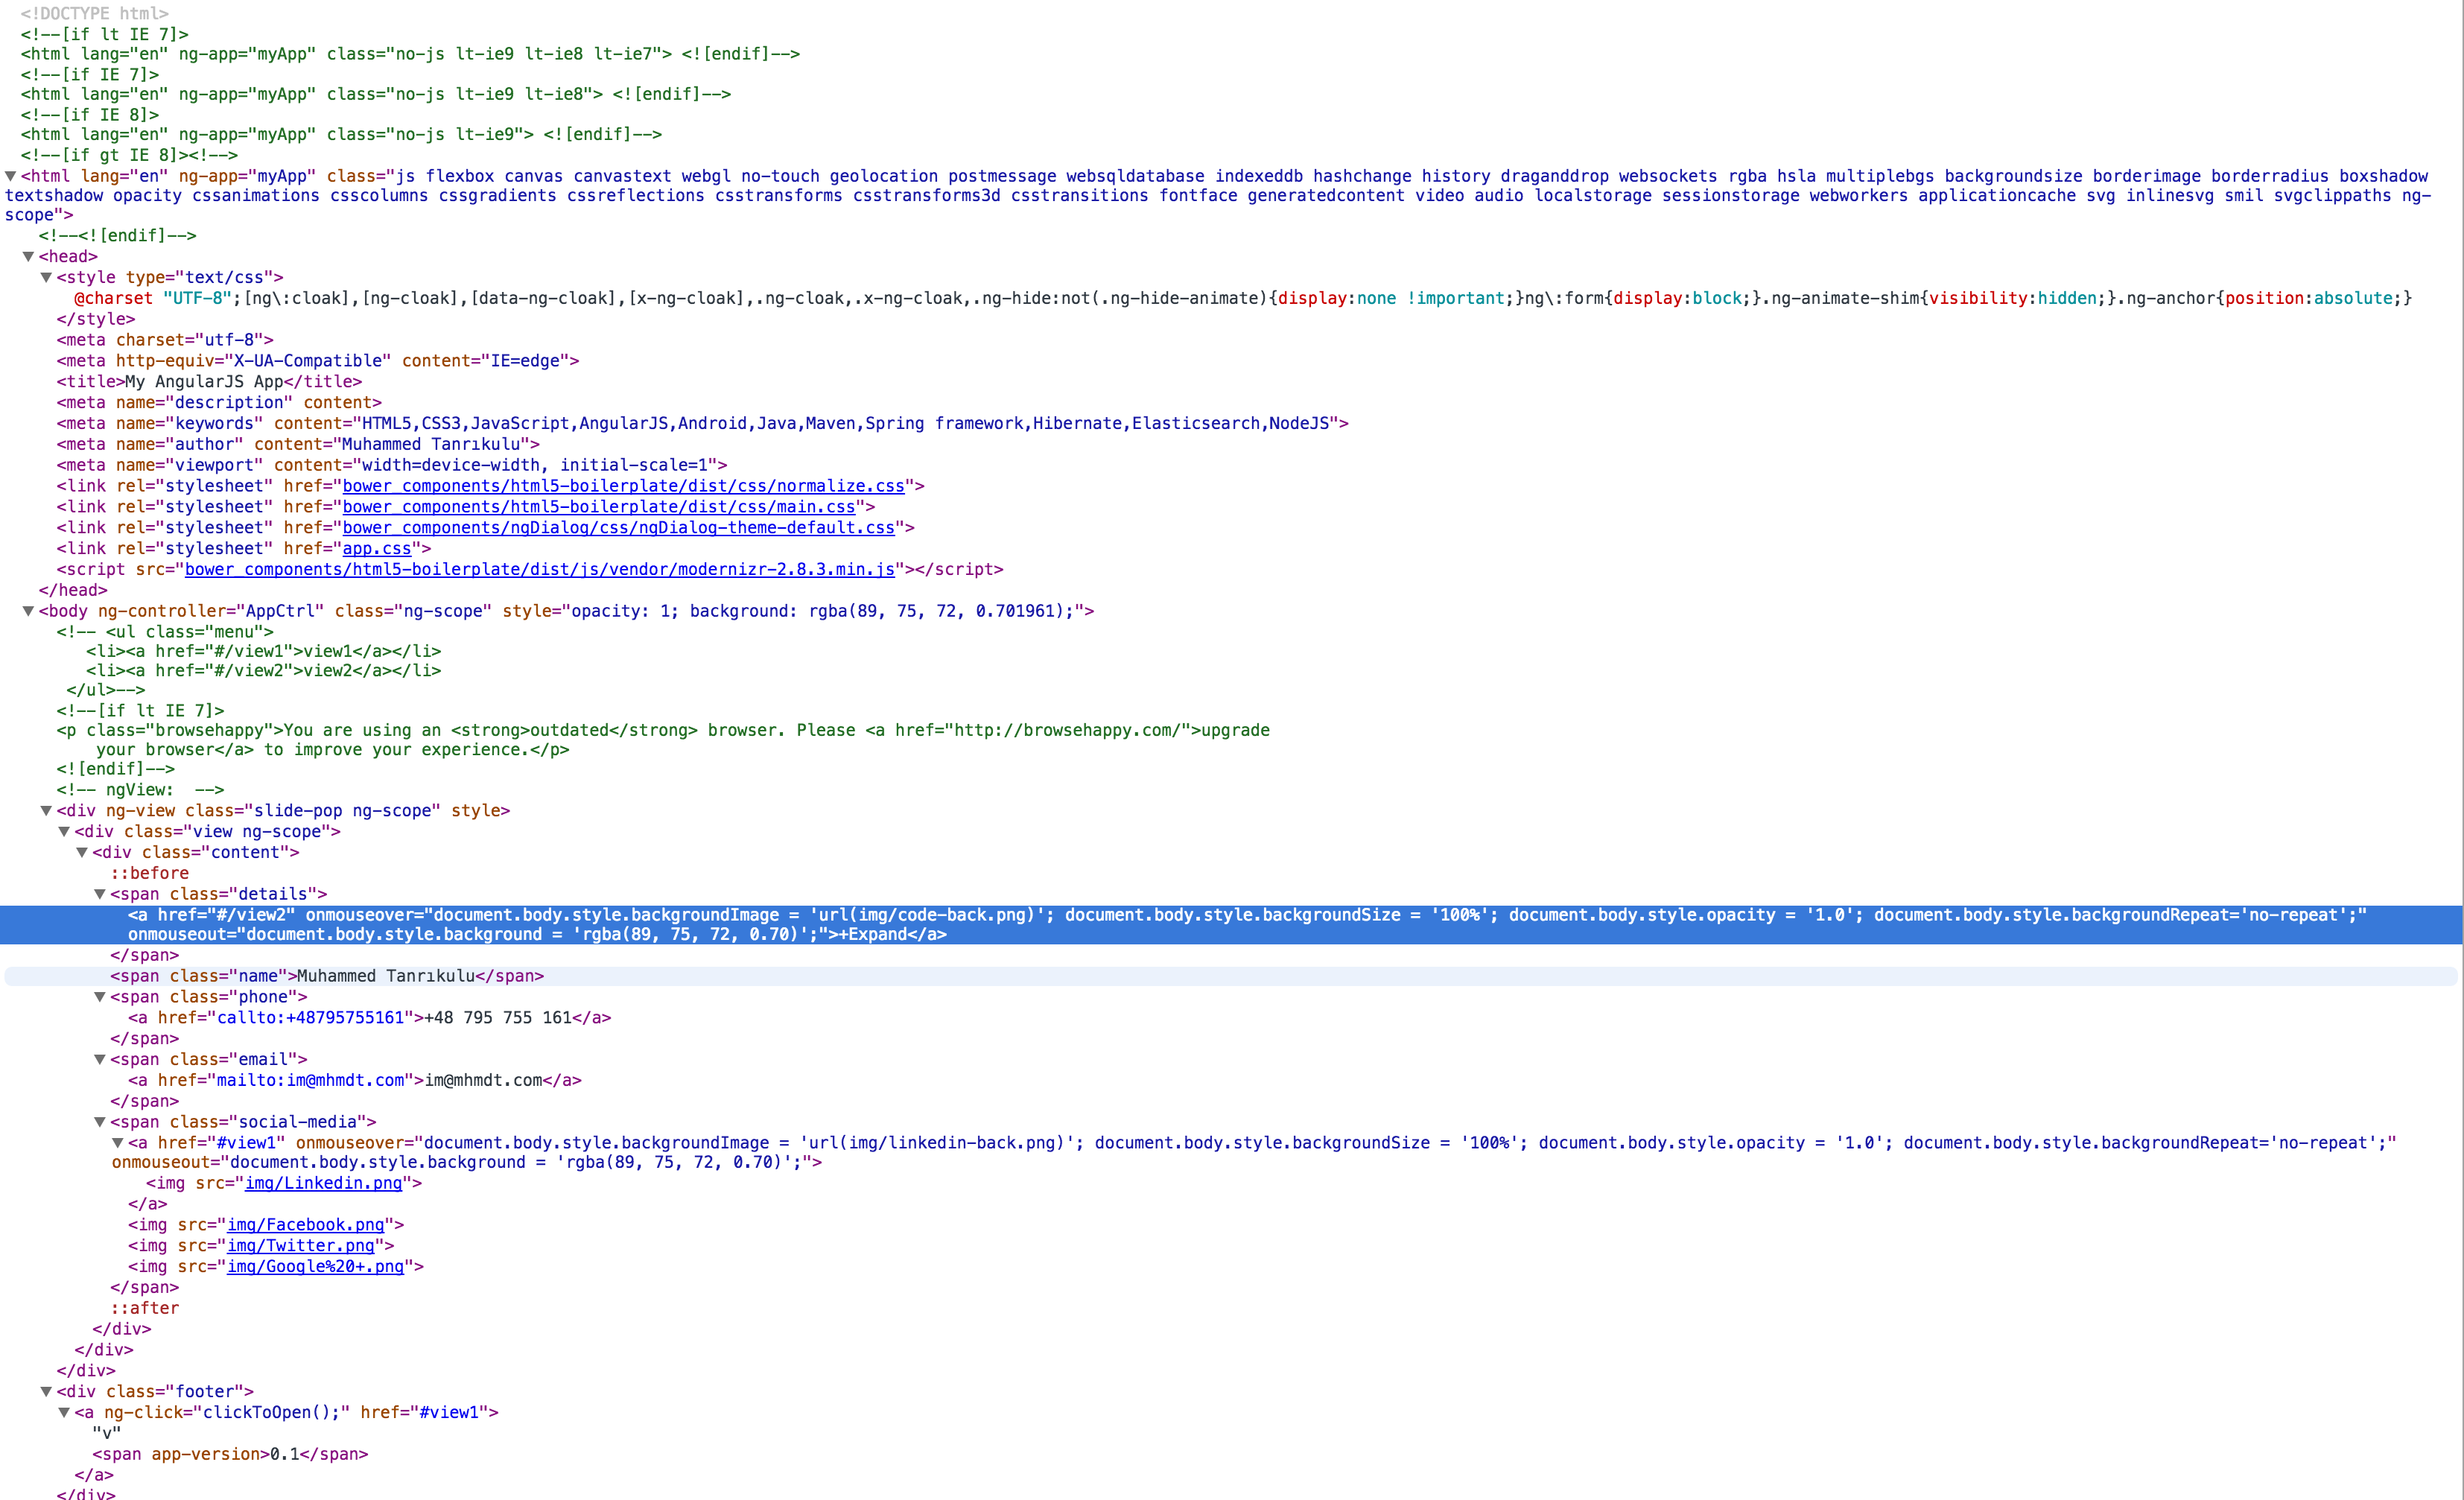 <!DOCTYPE html>
<!--[if lt IE 7]>
<html lang="en" ng-app="myApp" class="no-js lt-ie9 lt-ie8 lt-ie7"> <![endif]-->
<!--[if IE 7]>
<html lang="en" ng-app="myApp" class="no-js lt-ie9 lt-ie8"> <![endif]-->
<!--[if IE 8]>
<html lang="en" ng-app="myApp" class="no-js lt-ie9"> <![endif]-->
<!--[if gt IE 8]><!-->
▼<html lang="en" ng-app="myApp" class="js flexbox canvas canvastext webgl no-touch geolocation postmessage websqldatabase indexeddb hashchange history draganddrop websockets rgba hsla multiplebgs backgroundsize borderimage borderradius boxshadow
textshadow opacity cssanimations csscolumns cssgradients cssreflections csstransforms csstransforms3d csstransitions fontface generatedcontent video audio localstorage sessionstorage webworkers applicationcache svg inlinesvg smil svgclippaths ng-
scope">
<!--<![endif]-->
▼<head>
▼<style type="text/css">
@charset "UTF-8";[ng\:cloak],[ng-cloak],[data-ng-cloak],[x-ng-cloak],.ng-cloak,.x-ng-cloak,.ng-hide:not(.ng-hide-animate){display:none !important;}ng\:form{display:block;}.ng-animate-shim{visibility:hidden;}.ng-anchor{position:absolute;}
</style>
<meta charset="utf-8">
<meta http-equiv="X-UA-Compatible" content="IE=edge">
<title>My AngularJS App</title>
<meta name="description" content>
<meta name="keywords" content="HTML5,CSS3,JavaScript,AngularJS,Android,Java,Maven,Spring framework,Hibernate,Elasticsearch,NodeJS">
<meta name="author" content="Muhammed Tanrıkulu">
<meta name="viewport" content="width=device-width, initial-scale=1">
<link rel="stylesheet" href="bower_components/html5-boilerplate/dist/css/normalize.css">
<link rel="stylesheet" href="bower_components/html5-boilerplate/dist/css/main.css">
<link rel="stylesheet" href="bower_components/ngDialog/css/ngDialog-theme-default.css">
<link rel="stylesheet" href="app.css">
<script src="bower_components/html5-boilerplate/dist/js/vendor/modernizr-2.8.3.min.js"></script>
</head>
▼<body ng-controller="AppCtrl" class="ng-scope" style="opacity: 1; background: rgba(89, 75, 72, 0.701961);">
<!-- <ul class="menu">
<li><a href="#/view1">view1</a></li>
<li><a href="#/view2">view2</a></li>
</ul>-->
<!--[if lt IE 7]>
<p class="browsehappy">You are using an <strong>outdated</strong> browser. Please <a href="http://browsehappy.com/">upgrade
your browser</a> to improve your experience.</p>
<![endif]-->
<!-- ngView:  -->
▼<div ng-view class="slide-pop ng-scope" style>
▼<div class="view ng-scope">
▼<div class="content">
::before
▼<span class="details">
<a href="#/view2" onmouseover="document.body.style.backgroundImage = 'url(img/code-back.png)'; document.body.style.backgroundSize = '100%'; document.body.style.opacity = '1.0'; document.body.style.backgroundRepeat='no-repeat';"
onmouseout="document.body.style.background = 'rgba(89, 75, 72, 0.70)';">+Expand</a>
</span>
<span class="name">Muhammed Tanrıkulu</span>
▼<span class="phone">
<a href="callto:+48795755161">+48 795 755 161</a>
</span>
▼<span class="email">
<a href="mailto:im@mhmdt.com">im@mhmdt.com</a>
</span>
▼<span class="social-media">
▼<a href="#view1" onmouseover="document.body.style.backgroundImage = 'url(img/linkedin-back.png)'; document.body.style.backgroundSize = '100%'; document.body.style.opacity = '1.0'; document.body.style.backgroundRepeat='no-repeat';"
onmouseout="document.body.style.background = 'rgba(89, 75, 72, 0.70)';">
<img src="img/Linkedin.png">
</a>
<img src="img/Facebook.png">
<img src="img/Twitter.png">
<img src="img/Google%20+.png">
</span>
::after
</div>
</div>
</div>
▼<div class="footer">
▼<a ng-click="clickToOpen();" href="#view1">
"v"
<span app-version>0.1</span>
</a>
</div>